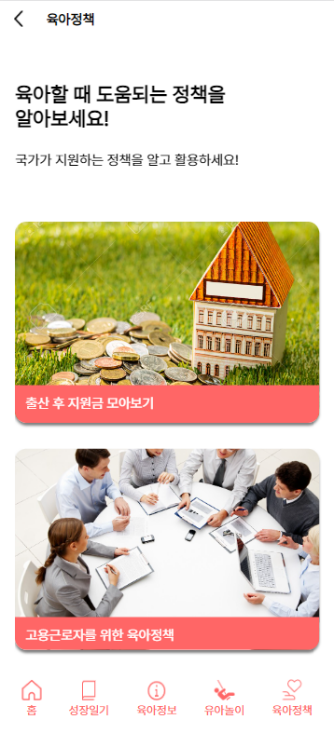 육아정책
육아할 때 도움되는 정책을
알아보세요!
국가가 지원하는 정책을 알고 활용하세요!
출산 후 지원금 모아보기
고용근로자를 위한 육아정책
홈
성장일기
육아정보
유아놀이
육아정책